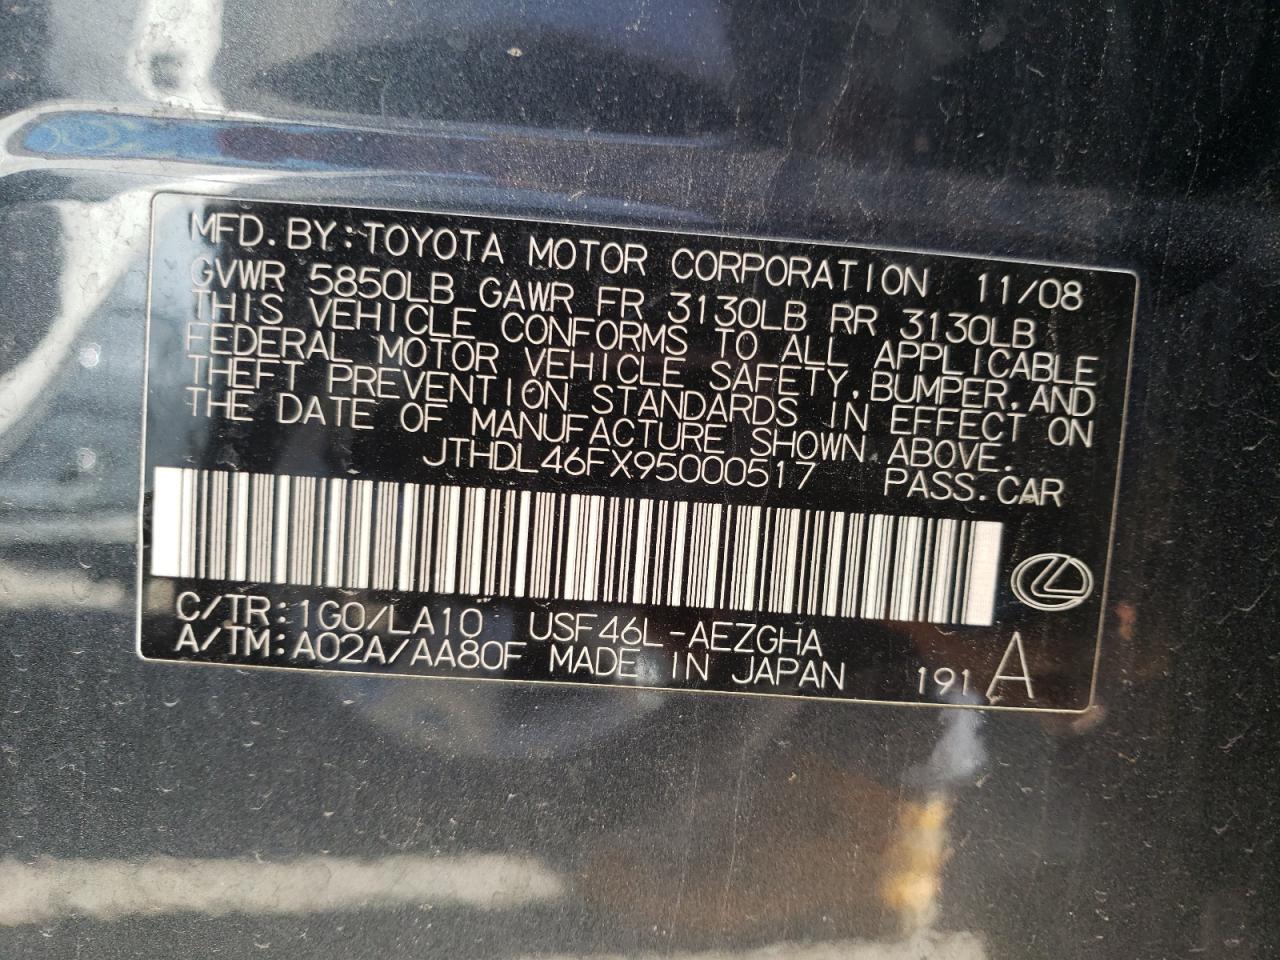 MFD. BY:TOYOTA MOTOR CORPORATION 11/08
GVWR 5850LB GAWR FR 3130LB RR 3130LB
THIS VEHICLE CONFORMS TO ALL APPLICABLE
FEDERAL MOTOR VEHICLE SAFETY,BUMPER,AND
THEFT PREVENTION STANDARDS IN EFFECT ON
THE DATE OF MANUFACTURE SHOWN ABOVE.
JTHDL46FX95000517 PASS.CAR
C/TR:1G0/LA10 USF46L-AEZGHA
A/TM:A02A/AA80F MADE IN JAPAN 191 A